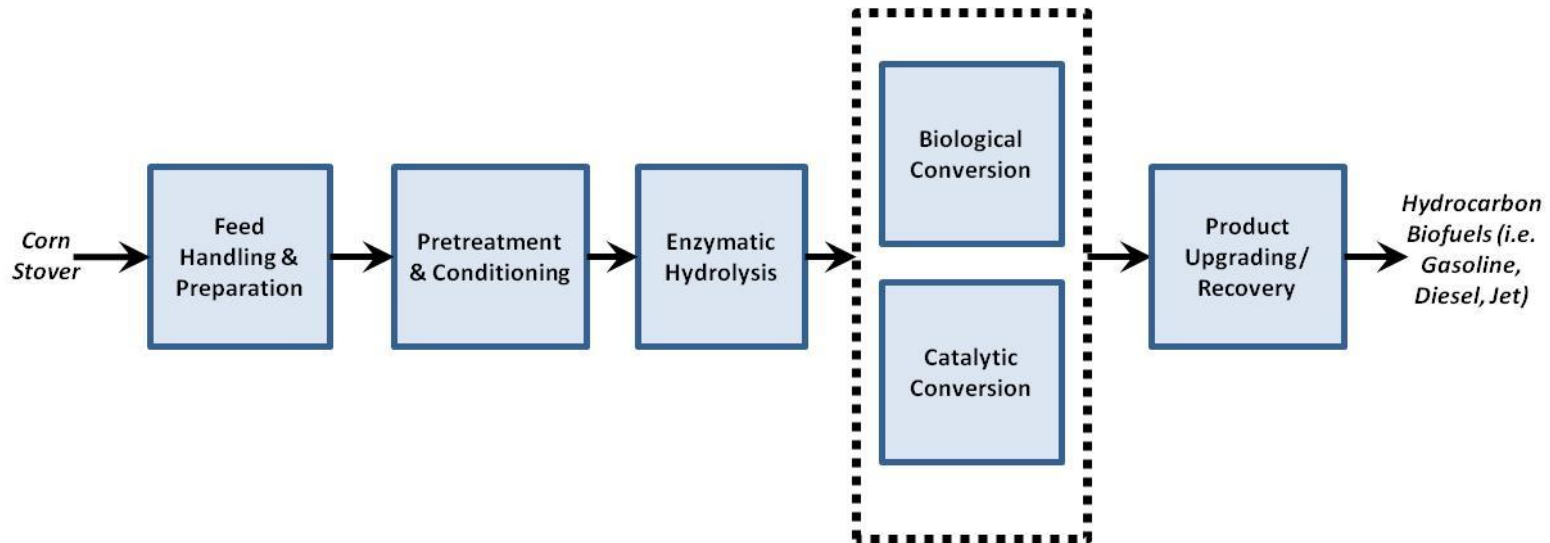 Corn
Stover
Feed
Handling &
Preparation
Pretreatment
& Conditioning
Enzymatic
Hydrolysis
Biological
Conversion
Catalytic
Conversion
Product
Upgrading/
Recovery
Hydrocarbon
Biofuels (i.e.
Gasoline,
Diesel, Jet)